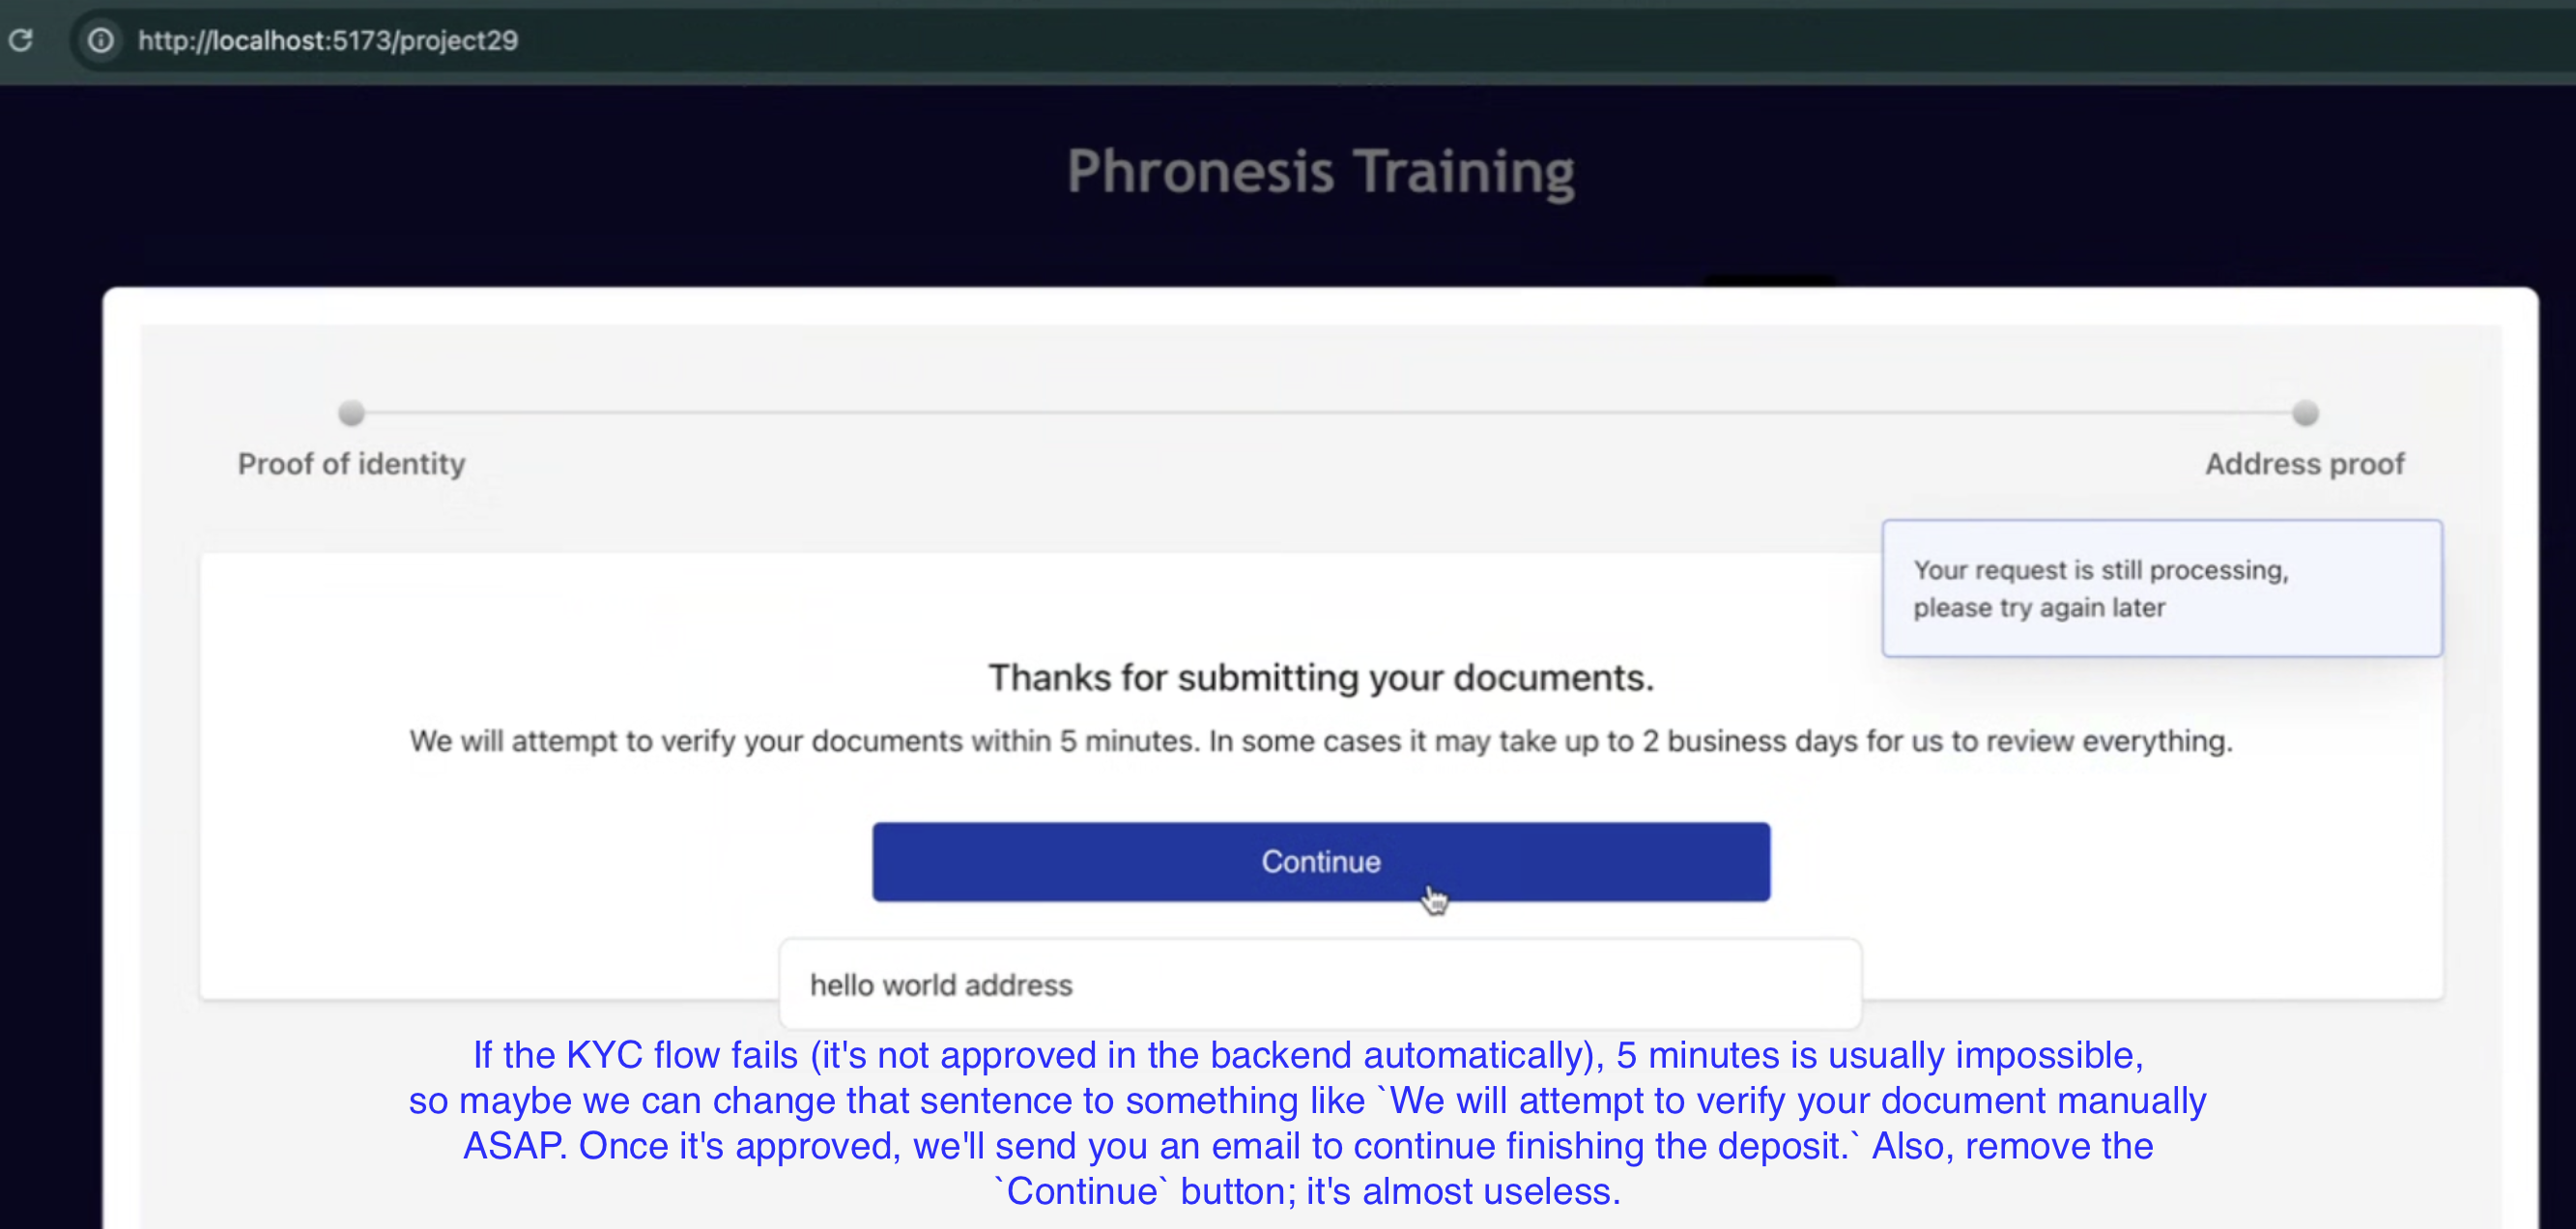 http://localhost:5173/project29
Phronesis Training
Proof of identity
Address proof
Your request is still processing,
please try again later
Thanks for submitting your documents.
We will attempt to verify your documents within 5 minutes. In some cases it may take up to 2 business days for us to review everything.
Continue
hello world address
If the KYC flow fails (it's not approved in the backend automatically), 5 minutes is usually impossible,
so maybe we can change that sentence to something like `We will attempt to verify your document manually
ASAP. Once it's approved, we'll send you an email to continue finishing the deposit.` Also, remove the
`Continue` button; it's almost useless.